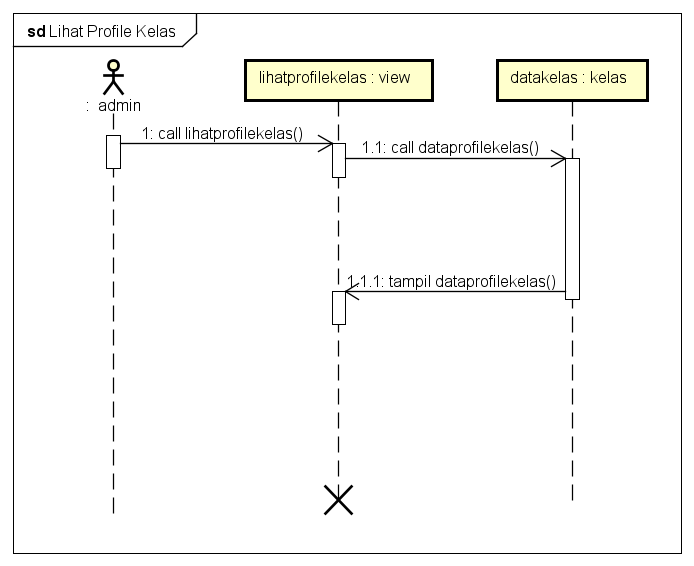 sd Lihat Profile Kelas
: admin
lihatprofilekelas : view
datakelas : kelas
1: call lihatprofilekelas()
1.1: call dataprofilekelas()
1.1.1: tampil dataprofilekelas()